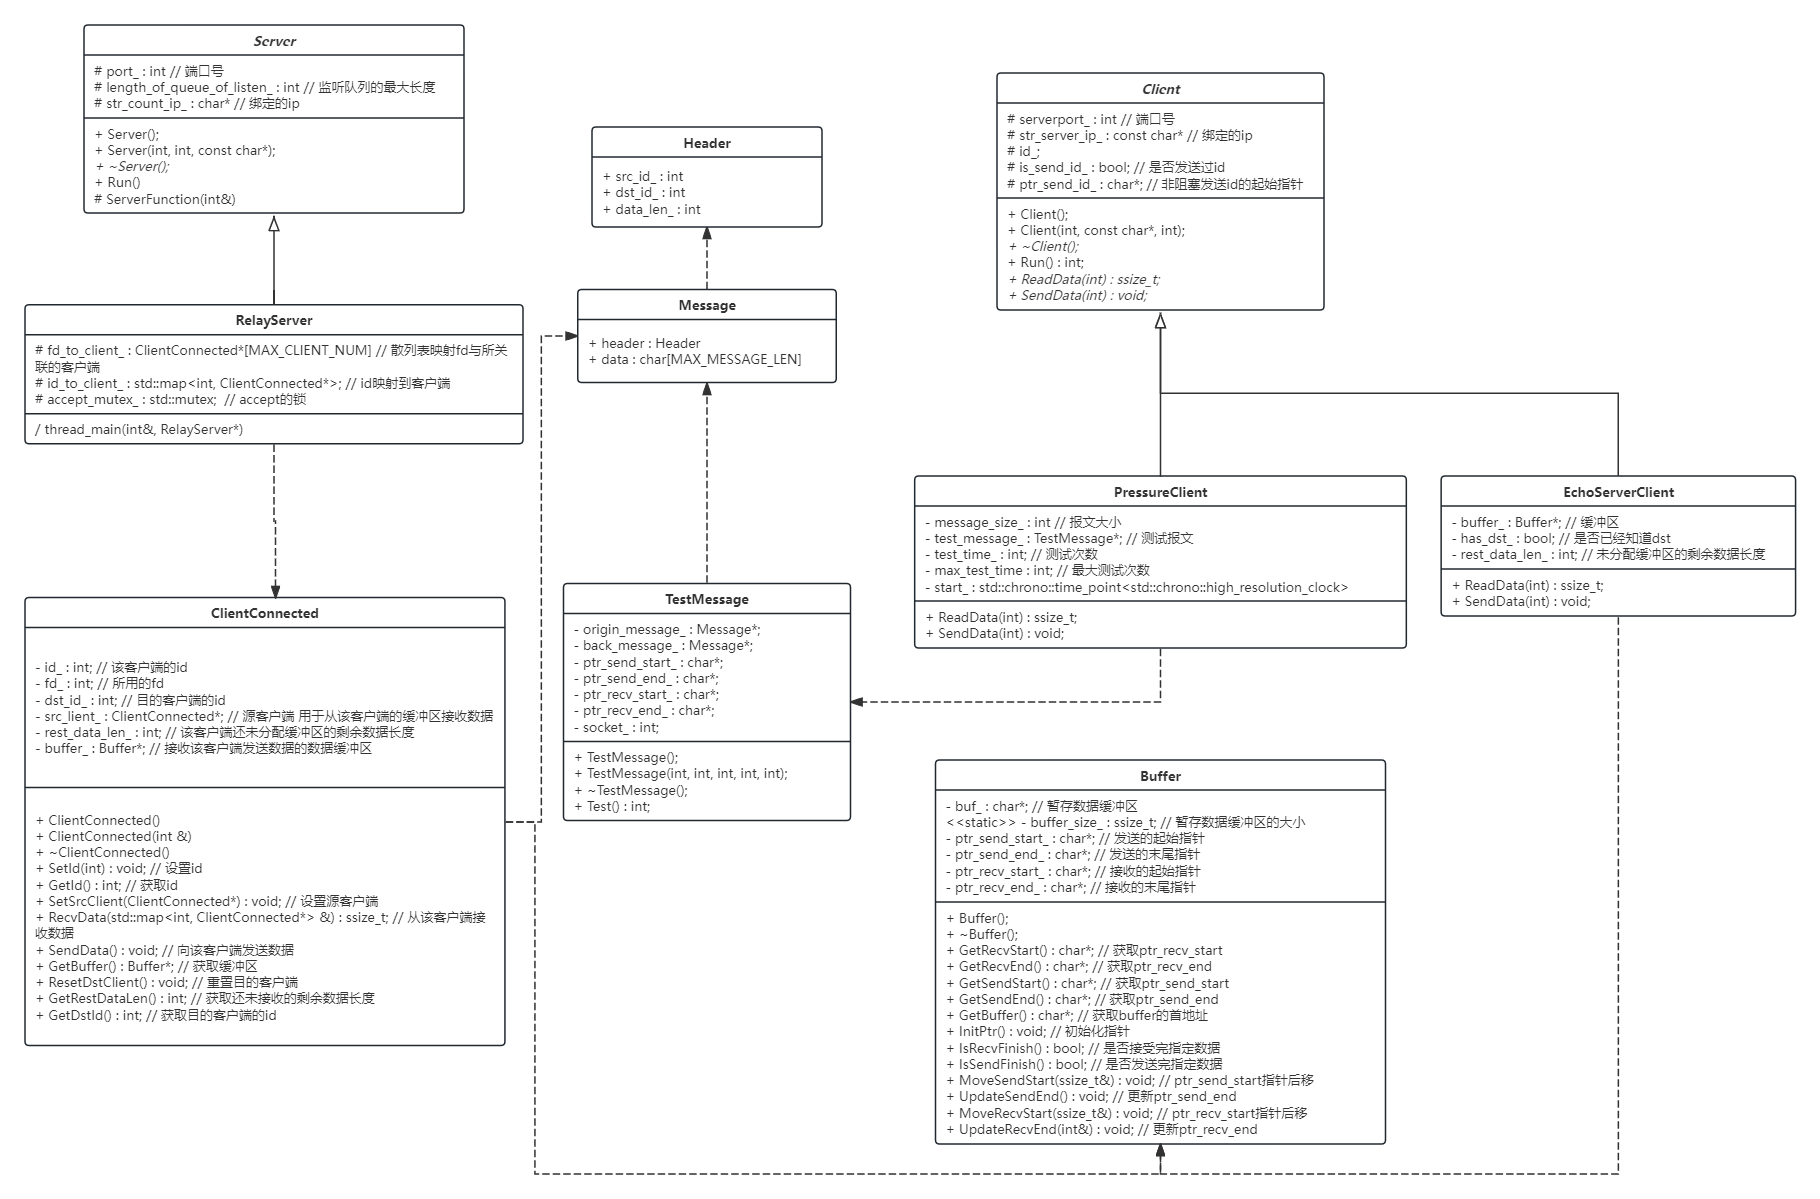 Server
# port_ : int // 端口号
# length_of_queue_of_listen_ : int // 监听队列的最大长度
# str_count_ip_ : char* // 绑定的ip
+ Server();
+ Server(int, int, const char*);
+ ~Server();
+ Run()
# ServerFunction(int&)
RelayServer
# fd_to_client_ : ClientConnected*[MAX_CLIENT_NUM] // 散列表映射fd与所关
联的客户端
# id_to_client_ : std::map<int, ClientConnected*>; // id映射到客户端
# accept_mutex_ : std::mutex;  // accept的锁
/ thread_main(int&, RelayServer*)
ClientConnected
- id_ : int; // 该客户端的id
- fd_ : int; // 所用的fd
- dst_id_ : int; // 目的客户端的id
- src_lient_ : ClientConnected*; // 源客户端 用于从该客户端的缓冲区接收数据
- rest_data_len_ : int; // 该客户端还未分配缓冲区的剩余数据长度
- buffer_ : Buffer*; // 接收该客户端发送数据的数据缓冲区
+ ClientConnected()
+ ClientConnected(int &)
+ ~ClientConnected()
+ SetId(int) : void; // 设置id
+ GetId() : int; // 获取id
+ SetSrcClient(ClientConnected*) : void; // 设置源客户端
+ RecvData(std::map<int, ClientConnected*> &) : ssize_t; // 从该客户端接
收数据
+ SendData() : void; // 向该客户端发送数据
+ GetBuffer() : Buffer*; // 获取缓冲区
+ ResetDstClient() : void; // 重置目的客户端
+ GetRestDataLen() : int; // 获取还未接收的剩余数据长度
+ GetDstId() : int; // 获取目的客户端的id
Header
+ src_id_ : int
+ dst_id_ : int
+ data_len_ : int
Message
+ header : Header
+ data : char[MAX_MESSAGE_LEN]
TestMessage
- origin_message_ : Message*;
- back_message_ : Message*;
- ptr_send_start_ : char*;
- ptr_send_end_ : char*;
- ptr_recv_start_ : char*;
- ptr_recv_end_ : char*;
- socket_ : int;
+ TestMessage();
+ TestMessage(int, int, int, int, int);
+ ~TestMessage();
+ Test() : int;
Client
# serverport_ : int // 端口号
# str_server_ip_ : const char* // 绑定的ip
# id_;
# is_send_id_ : bool; // 是否发送过id
# ptr_send_id_ : char*; // 非阻塞发送id的起始指针
+ Client();
+ Client(int, const char*, int);
+ ~Client();
+ Run() : int;
+ ReadData(int) : ssize_t;
+ SendData(int) : void;
PressureClient
- message_size_ : int // 报文大小
- test_message_ : TestMessage*; // 测试报文
- test_time_ : int; // 测试次数
- max_test_time : int; // 最大测试次数
- start_ : std::chrono::time_point<std::chrono::high_resolution_clock>
+ ReadData(int) : ssize_t;
+ SendData(int) : void;
EchoServerClient
- buffer_ : Buffer*; // 缓冲区
- has_dst_ : bool; // 是否已经知道dst
- rest_data_len_ : int; // 未分配缓冲区的剩余数据长度
+ ReadData(int) : ssize_t;
+ SendData(int) : void;
Buffer
- buf_ : char*; // 暂存数据缓冲区
<<static>> - buffer_size_ : ssize_t; // 暂存数据缓冲区的大小
- ptr_send_start_ : char*; // 发送的起始指针
- ptr_send_end_ : char*; // 发送的末尾指针
- ptr_recv_start_ : char*; // 接收的起始指针
- ptr_recv_end_ : char*; // 接收的末尾指针
+ Buffer();
+ ~Buffer();
+ GetRecvStart() : char*; // 获取ptr_recv_start
+ GetRecvEnd() : char*; // 获取ptr_recv_end
+ GetSendStart() : char*; // 获取ptr_send_start
+ GetSendEnd() : char*; // 获取ptr_send_end
+ GetBuffer() : char*; // 获取buffer的首地址
+ InitPtr() : void; // 初始化指针
+ IsRecvFinish() : bool; // 是否接受完指定数据
+ IsSendFinish() : bool; // 是否发送完指定数据
+ MoveSendStart(ssize_t&) : void; // ptr_send_start指针后移
+ UpdateSendEnd() : void; // 更新ptr_send_end
+ MoveRecvStart(ssize_t&) : void; // ptr_recv_start指针后移
+ UpdateRecvEnd(int&) : void; // 更新ptr_recv_end